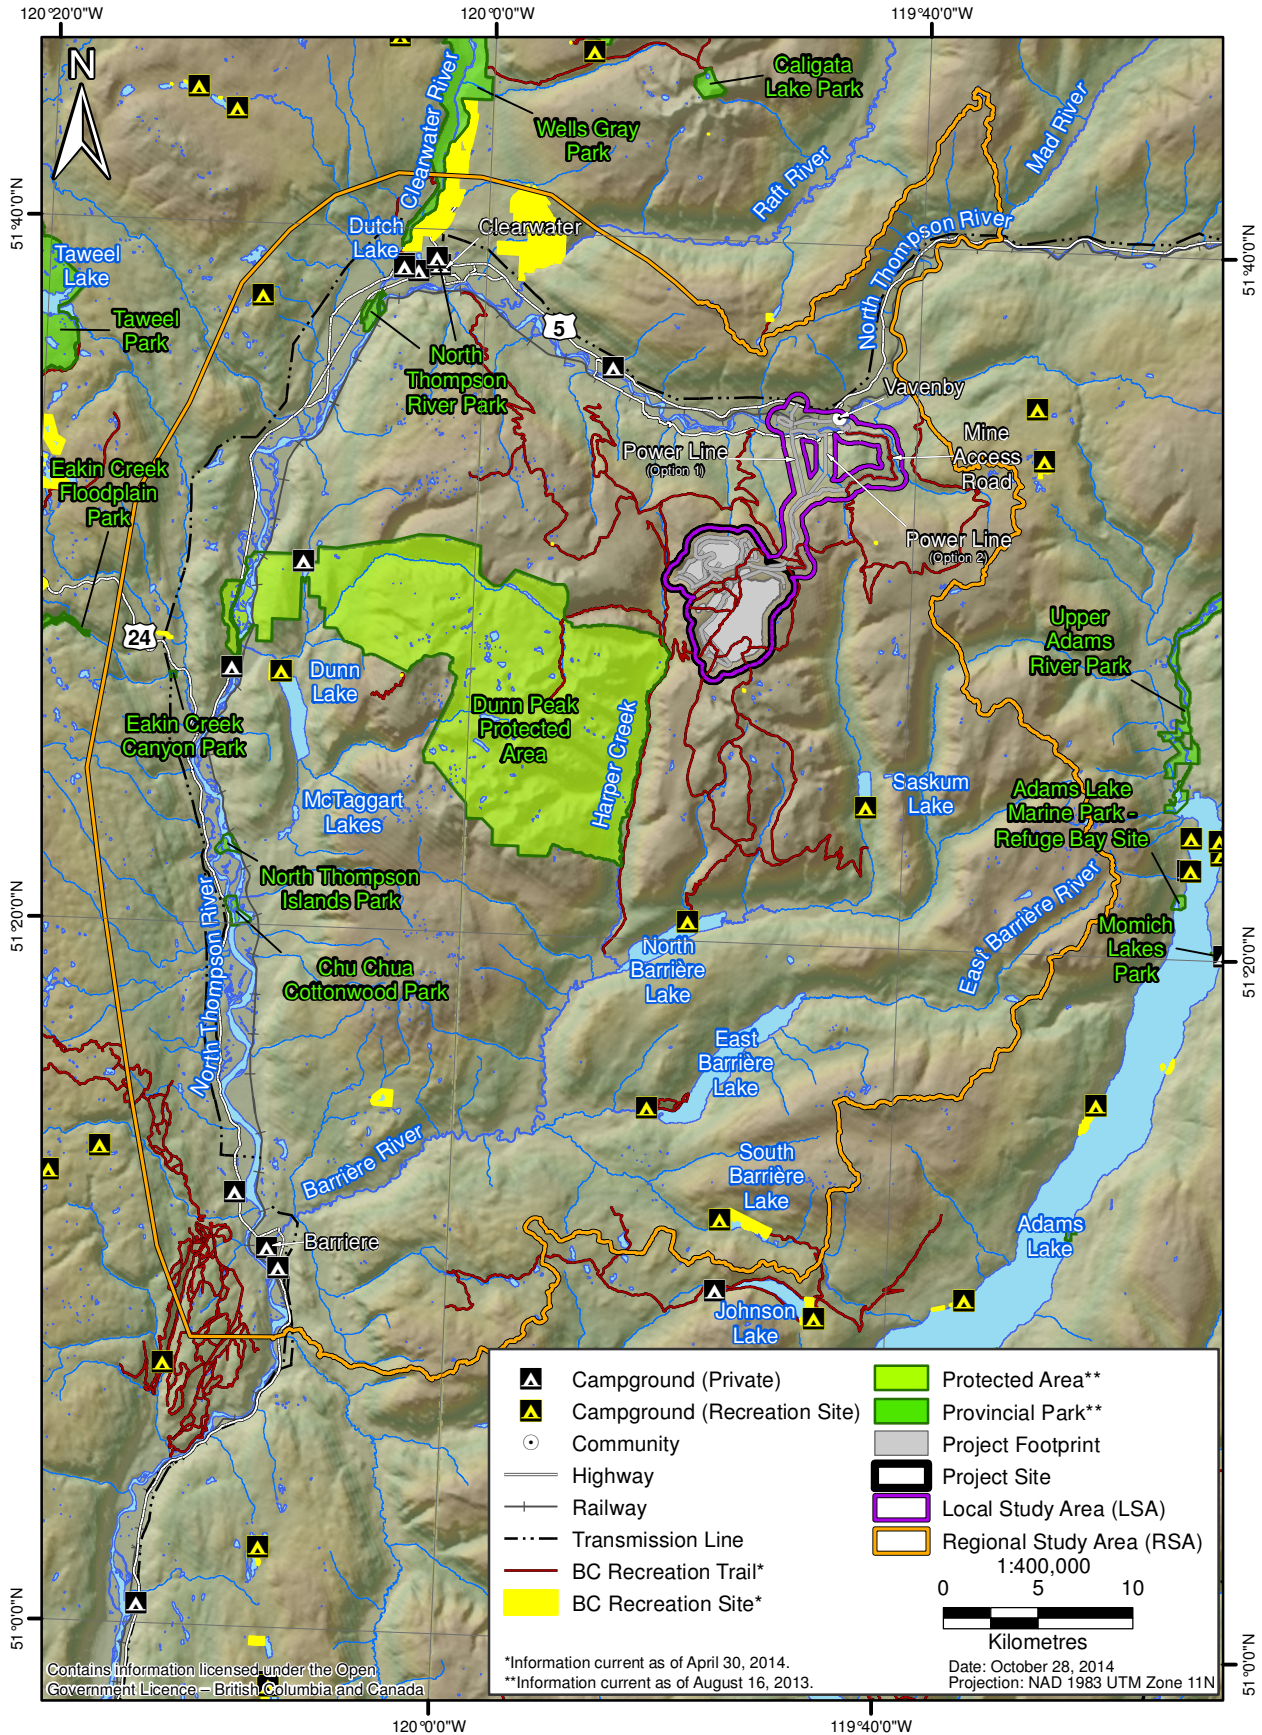 120°20'0"W
120°0'0"W
119°40'0"W
N
Clearwater River
Caligata
Lake Park
Wells Gray
Park
Mad River
Raft River
51°40'0"N
Dutch
Lake
Clearwater
North Thompson River
51°40'0"N
Taweel
Lake
Taweel
Park
5
North
Thompson
River Park
Vavenby
Power Line
(Option 1)
Mine
Access
Road
Eakin Creek
Floodplain
Park
Power Line
(Option 2)
24
Upper
Adams
River Park
Dunn
Lake
Dunn Peak
Protected
Area
Harper Creek
Eakin Creek
Canyon Park
McTaggart
Lakes
Saskum
Lake
Adams Lake
Marine Park -
Refuge Bay Site
North Thompson
Islands Park
51°20'0"N
North Thompson River
Chu Chua
Cottonwood Park
North
Barrière
Lake
East Barrière River
Momich
Lakes
Park
51°20'0"N
East
Barrière
Lake
Barrière River
South
Barrière
Lake
Barriere
Adams
Lake
Johnson
Lake
Campground (Private)
Campground (Recreation Site)
Community
Highway
Railway
Transmission Line
BC Recreation Trail*
BC Recreation Site*
Protected Area**
Provincial Park**
Project Footprint
Project Site
Local Study Area (LSA)
Regional Study Area (RSA)
1:400,000
0 5 10
Kilometres
*Information current as of April 30, 2014.
**Information current as of August 16, 2013.
Date: October 28, 2014
Projection: NAD 1983 UTM Zone 11N
51°0'0"N
51°0'0"N
Contains information licensed under the Open
Government Licence – British Columbia and Canada
120°0'0"W
119°40'0"W